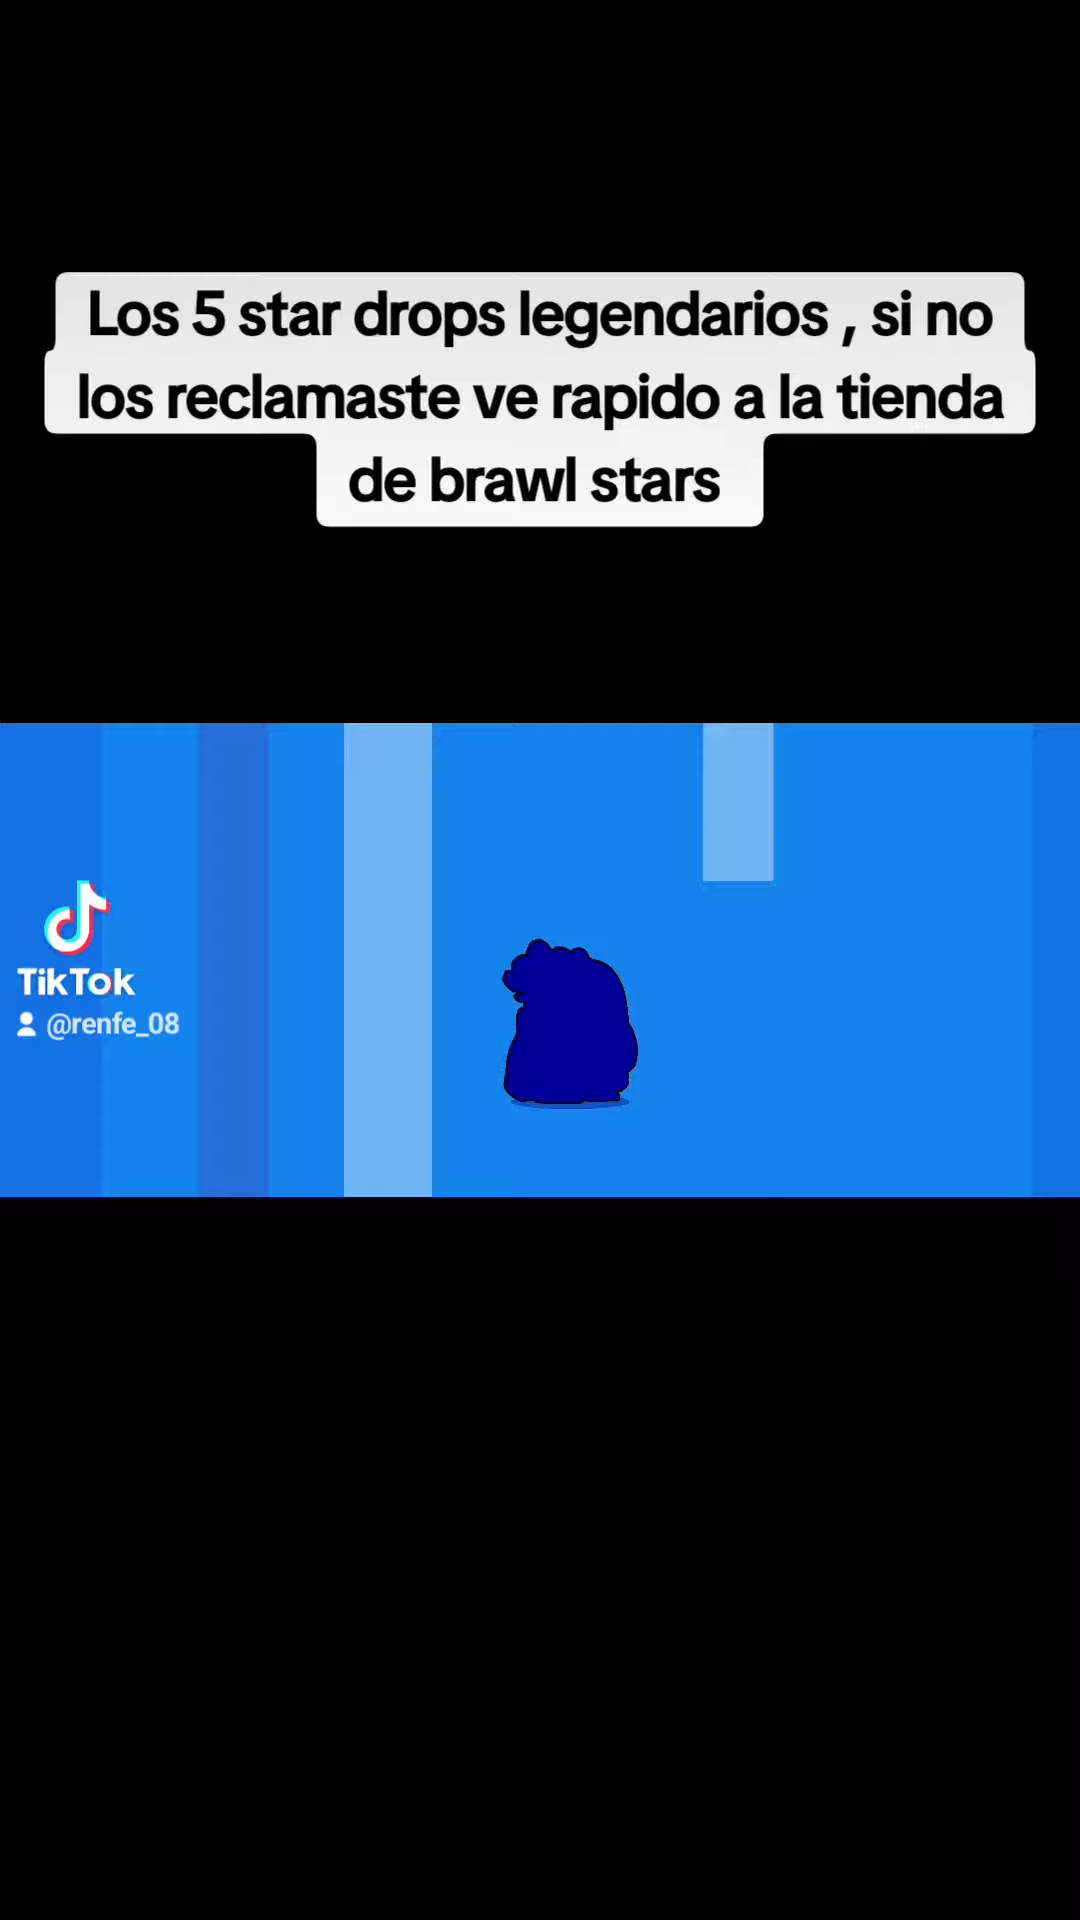 Los 5 star drops legendarios , si no
los reclamaste ve rapido a la tienda
de brawl stars
TikTok
@renfe_08